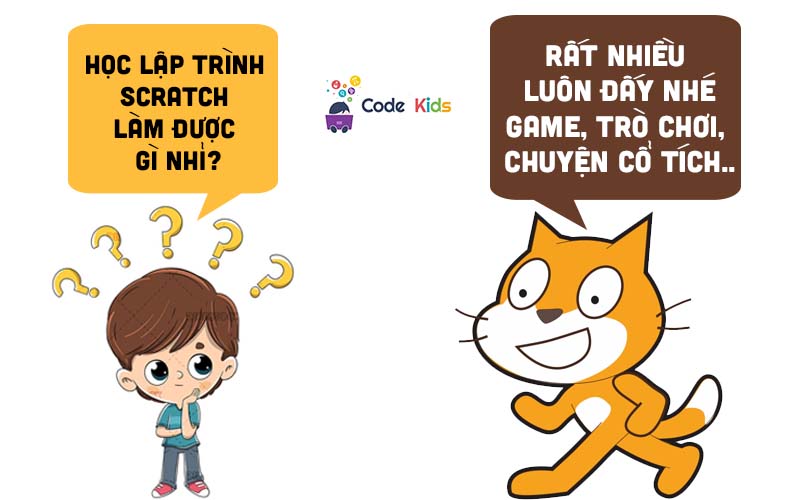 HỌC LẬP TRÌNH
SCRATCH
LÀM ĐƯỢC
GÌ NHỈ?
Code Kids
RẤT NHIỀU
LUÔN ĐẤY NHÉ
GAME, TRÒ CHƠI,
CHUYỆN CỔ TÍCH..